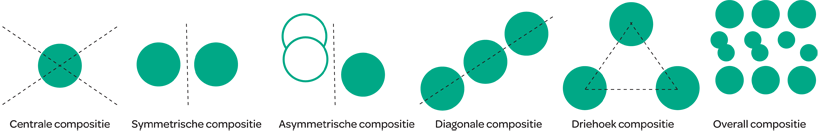 Centrale compositie
Symmetrische compositie
Asymmetrische compositie
Diagonale compositie
Driehoek compositie
Overall compositie